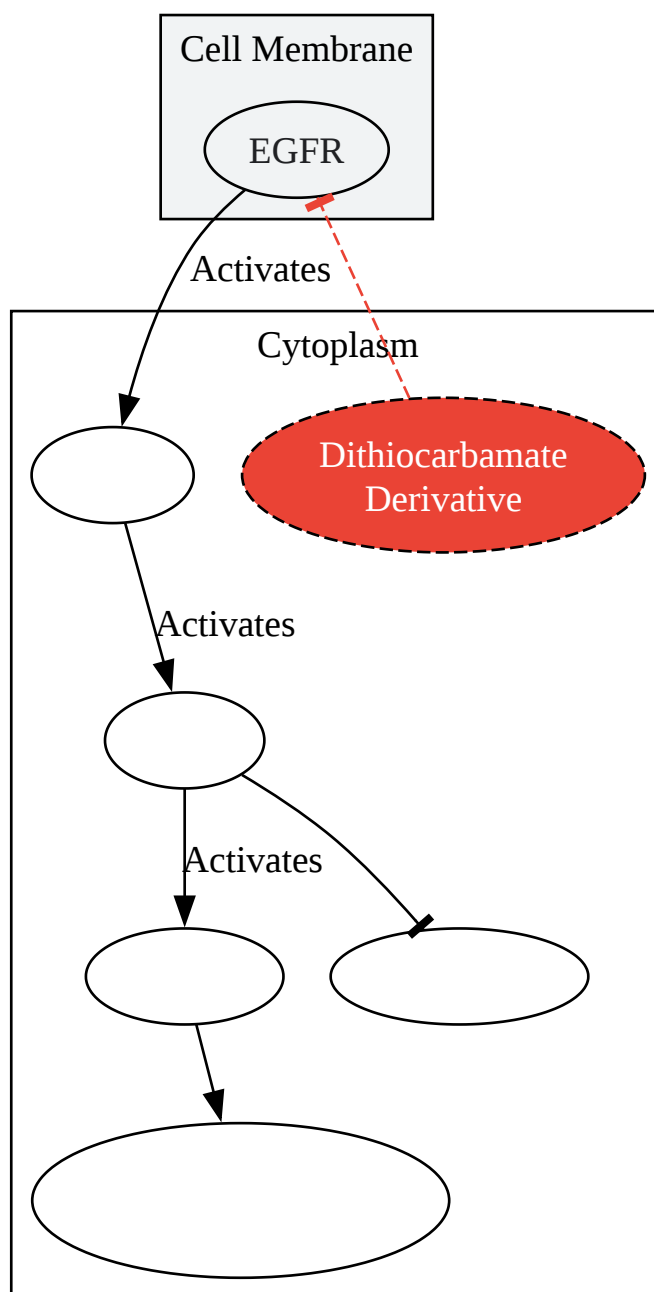 Cell Membrane
EGFR
Activates
Cytoplasm
Dithiocarbamate
Derivative
Activates
Activates